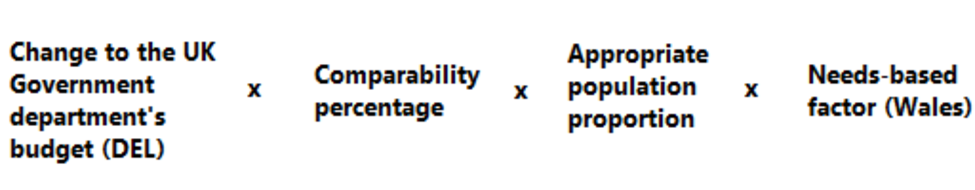 Change to the UK
Government
department's
budget (DEL)
x
Comparability
percentage
x
Appropriate
population
proportion
x
Needs-based
factor (Wales)